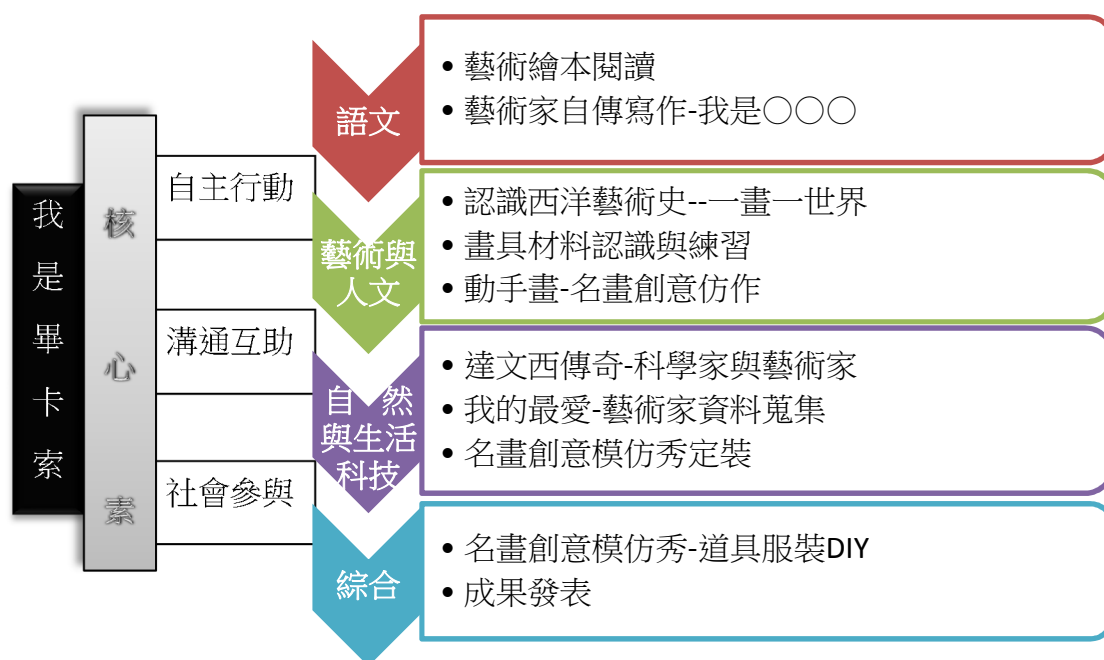 我是畢卡索
核心素
自主行動
溝通互助
社會參與
語文
• 藝術繪本閱讀
• 藝術家自傳寫作-我是○○○
藝術與
人文
• 認識西洋藝術史--一畫一世界
• 畫具材料認識與練習
• 動手畫-名畫創意仿作
自 然
與生活
科技
• 達文西傳奇-科學家與藝術家
• 我的最愛-藝術家資料蒐集
• 名畫創意模仿秀定裝
綜合
• 名畫創意模仿秀-道具服裝DIY
• 成果發表